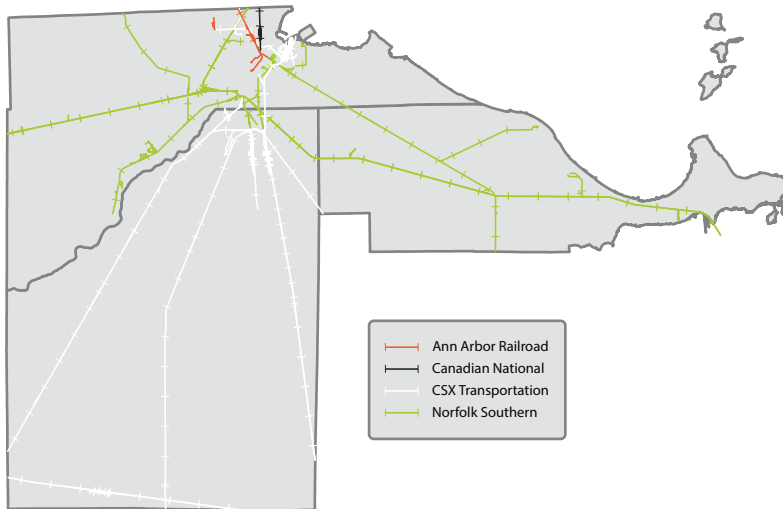 Ann Arbor Railroad
Canadian National
CSX Transportation
Norfolk Southern